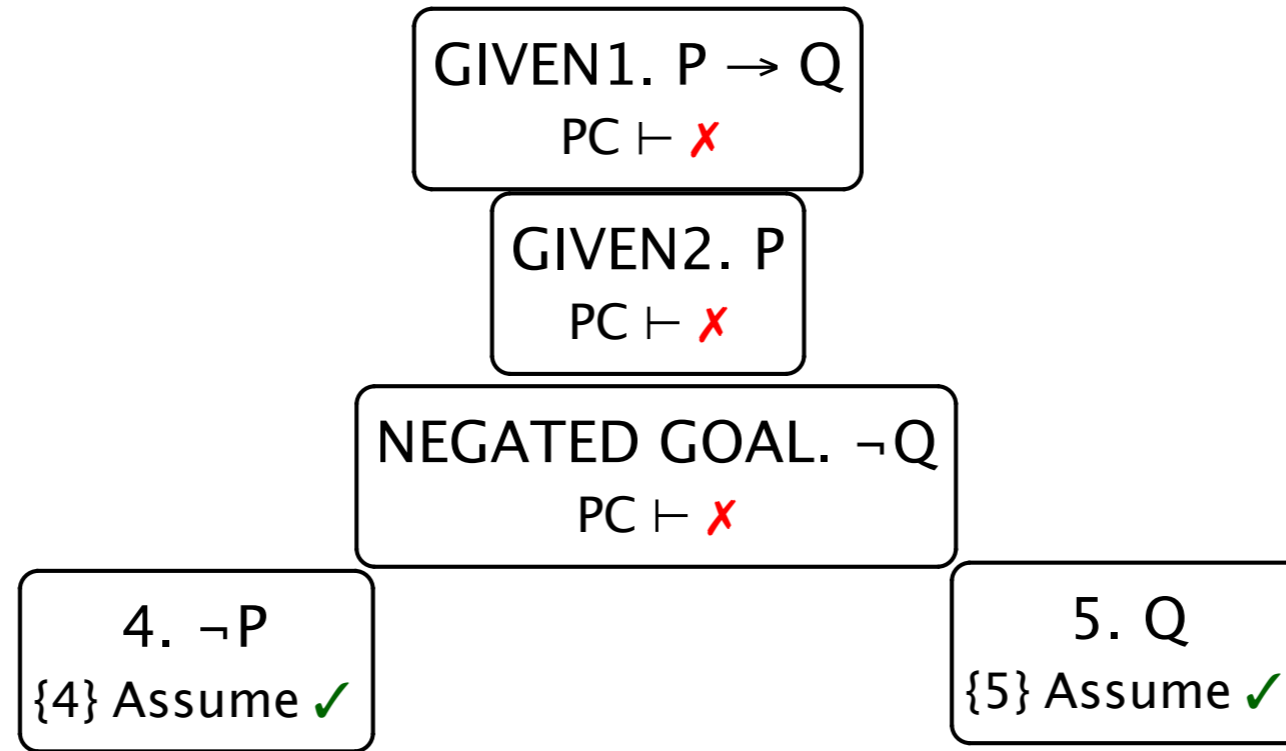 GIVEN1. P → Q
PC ⊢ ✗
GIVEN2. P
PC ⊢ ✗
NEGATED GOAL. ¬Q
PC ⊢ ✗
4. ¬P
{4} Assume ✓
5. Q
{5} Assume ✓